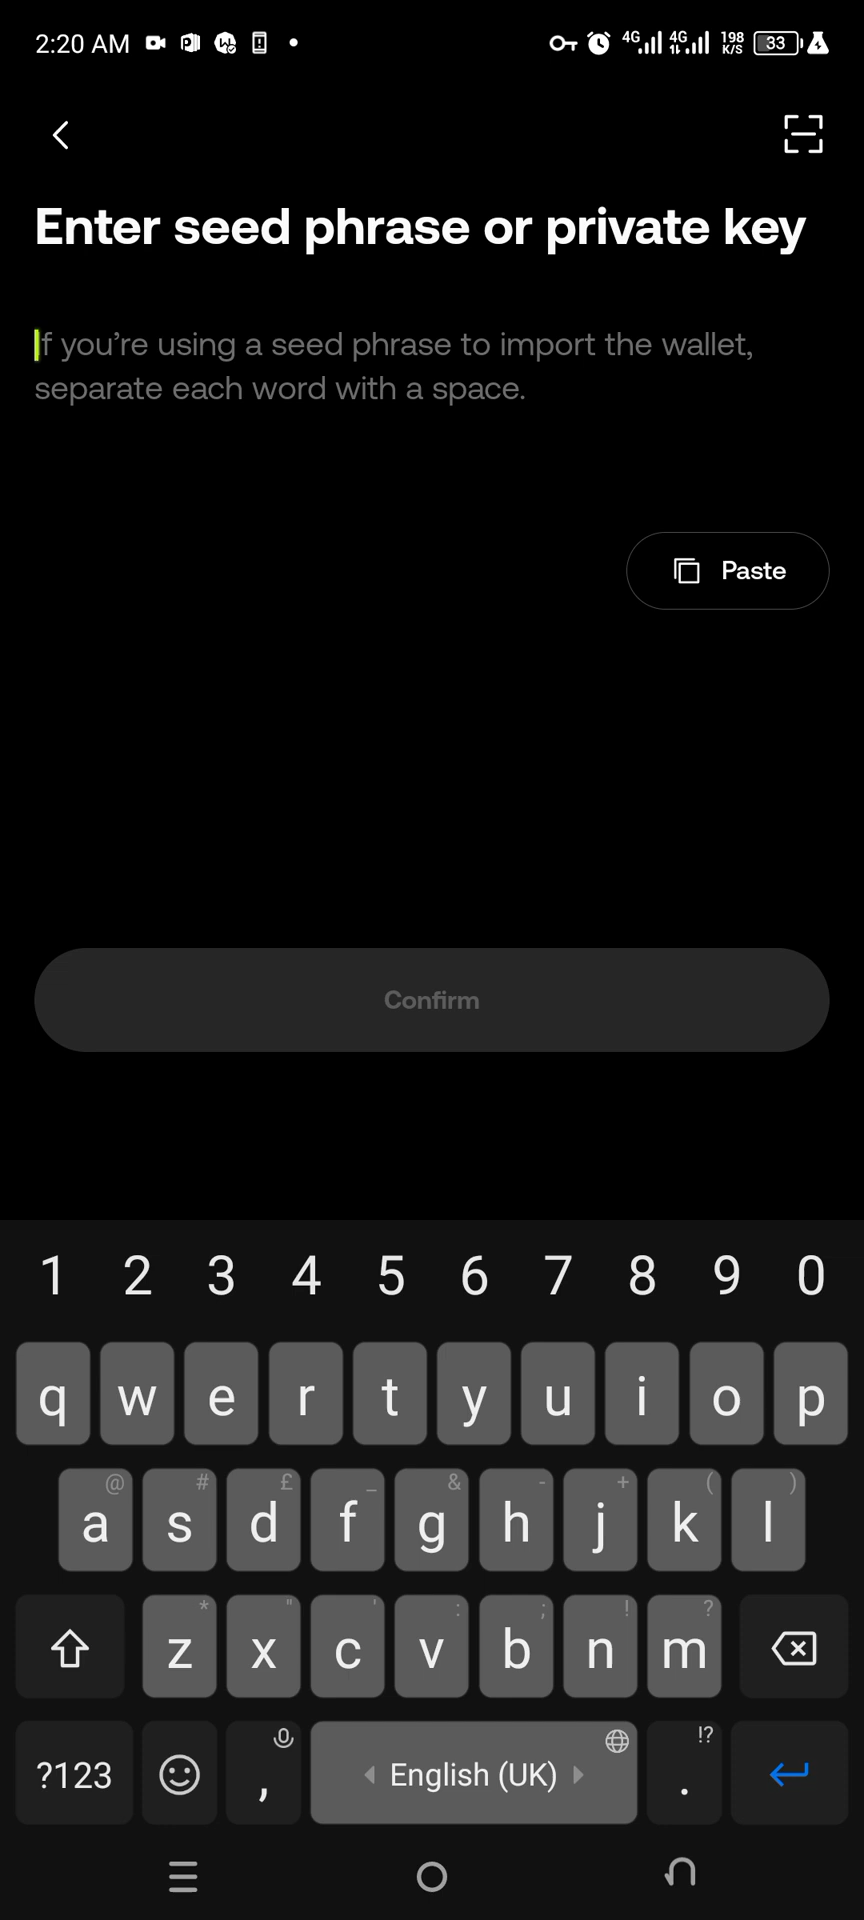 2:20 AM
4G 4G 198 K/S 33
Enter seed phrase or private key
If you're using a seed phrase to import the wallet,
separate each word with a space.
Paste
Confirm
1 2 3 4 5 6 7 8 9 0
q w e r t y u i o p
@ # £ _ & - + ( )
a s d f g h j k l
* " ' : ; ! ?
z x c v b n m
!?
?123 , English (UK) .